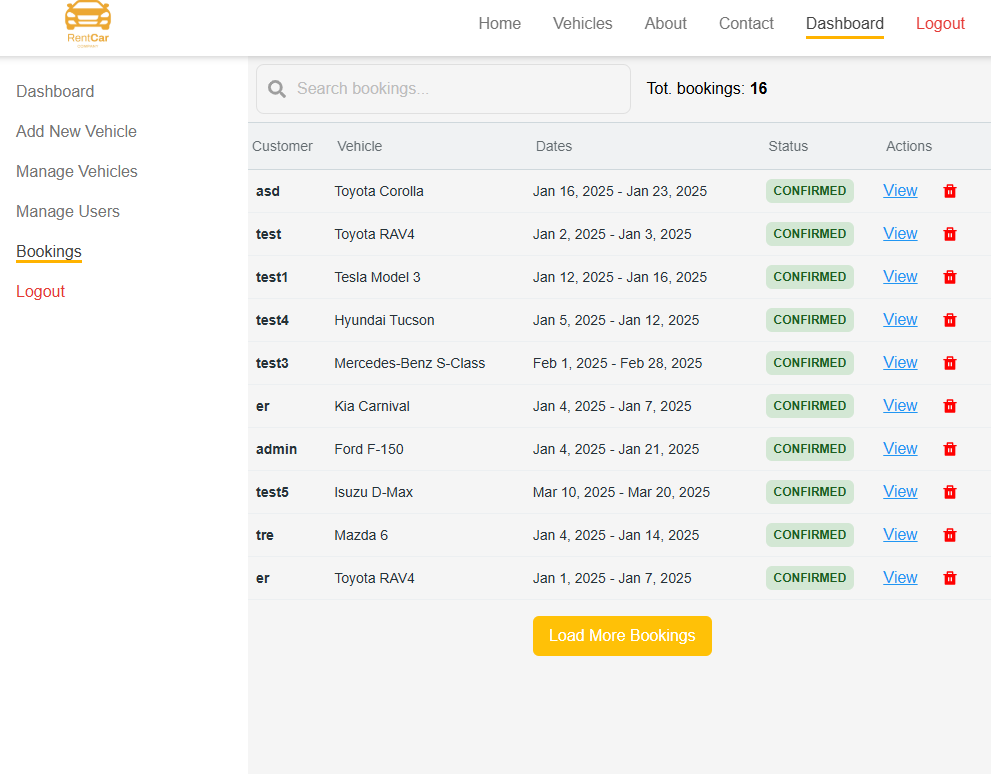 RentCar
COMPANY
Home Vehicles About Contact Dashboard Logout
Dashboard
Add New Vehicle
Manage Vehicles
Manage Users
Bookings
Logout
Search bookings... Tot. bookings: 16
Customer Vehicle Dates Status Actions
asd Toyota Corolla Jan 16, 2025 - Jan 23, 2025 CONFIRMED View
test Toyota RAV4 Jan 2, 2025 - Jan 3, 2025 CONFIRMED View
test1 Tesla Model 3 Jan 12, 2025 - Jan 16, 2025 CONFIRMED View
test4 Hyundai Tucson Jan 5, 2025 - Jan 12, 2025 CONFIRMED View
test3 Mercedes-Benz S-Class Feb 1, 2025 - Feb 28, 2025 CONFIRMED View
er Kia Carnival Jan 4, 2025 - Jan 7, 2025 CONFIRMED View
admin Ford F-150 Jan 4, 2025 - Jan 21, 2025 CONFIRMED View
test5 Isuzu D-Max Mar 10, 2025 - Mar 20, 2025 CONFIRMED View
tre Mazda 6 Jan 4, 2025 - Jan 14, 2025 CONFIRMED View
er Toyota RAV4 Jan 1, 2025 - Jan 7, 2025 CONFIRMED View
Load More Bookings